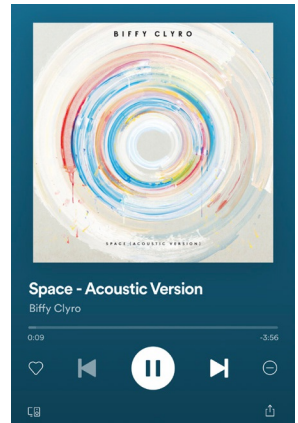 BIFFY CLYRO
SPACE (ACOUSTIC VERSION)
Space - Acoustic Version
Biffy Clyro
0:09 -3:56